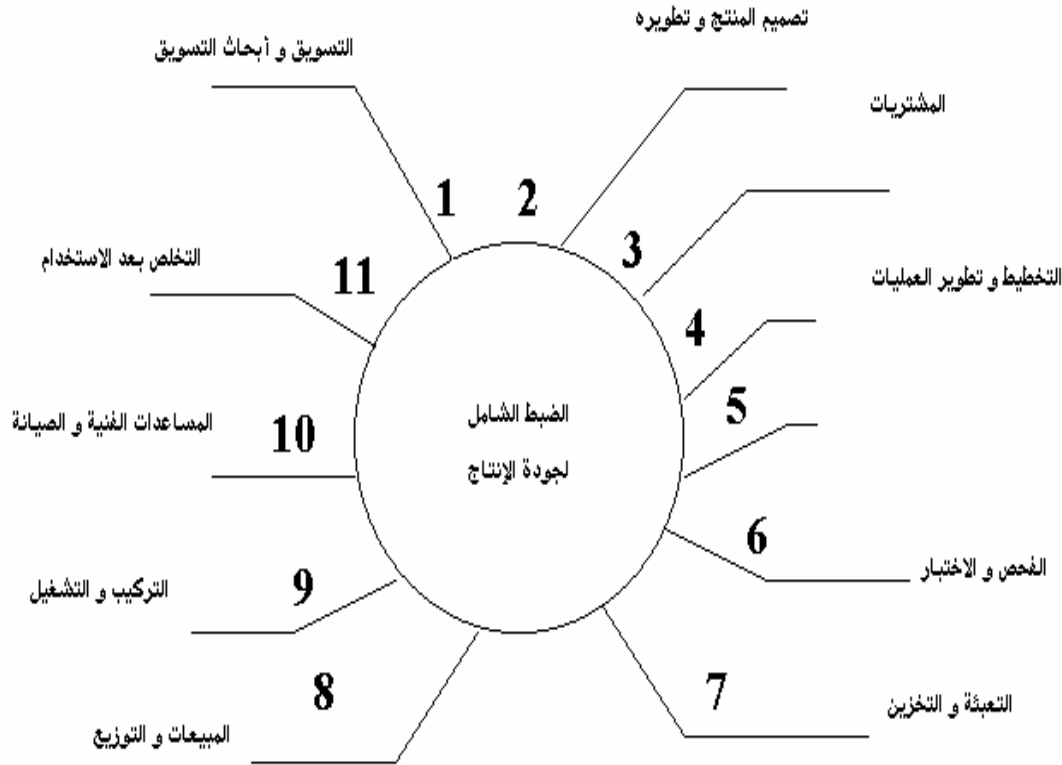 تصميم المنتج و تطويره
التسويق و أبحاث التسويق
المشتريات
1
2
3
التخلص بعد الاستخدام
11
التخطيط و تطوير العمليات
4
5
الضبط الشامل
لجودة الإنتاج
المساعدات الفنية و الصيانة
10
6
الفحص و الاختبار
9
التركيب و التشغيل
7
التعبئة و التخزين
8
المبيعات و التوزيع